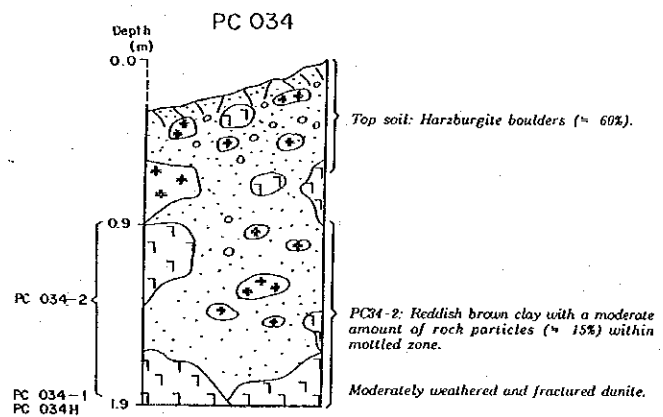 PC 034
Depth
(m)
0.0
Top soil: Harzburgite boulders (≒ 60%).
0.9
PC 034-2
PC34-2: Reddish brown clay with a moderate
amount of rock particles (≒ 15%) within
mottled zone.
Moderately weathered and fractured dunite.
PC 034-1
PC 034H
1.9